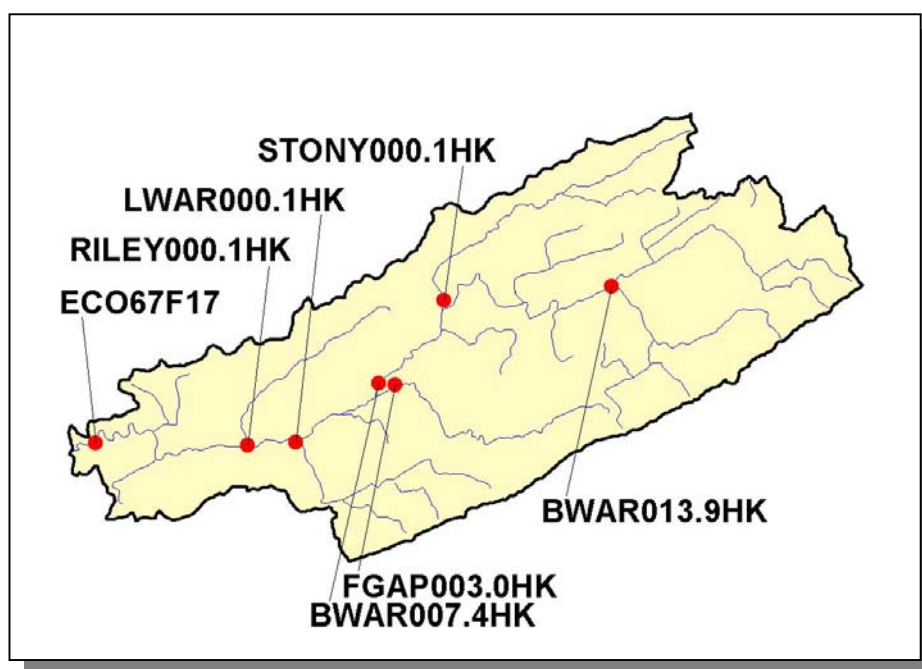 STONY000.1HK
LWAR000.1HK
RILEY000.1HK
ECO67F17
BWAR013.9HK
FGAP003.0HK
BWAR007.4HK